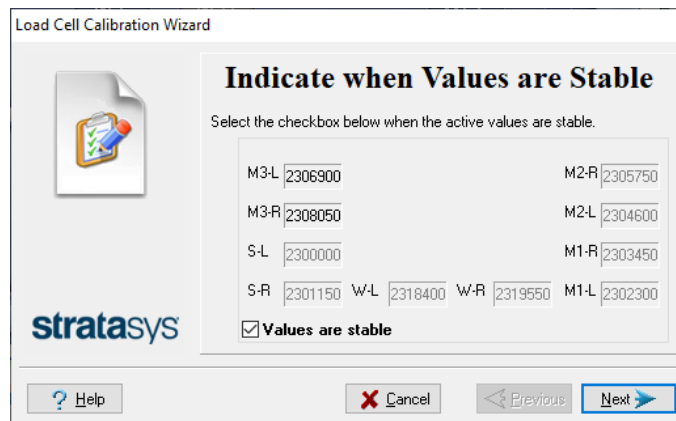 Load Cell Calibration Wizard
Indicate when Values are Stable
Select the checkbox below when the active values are stable.
M3-L 2306900 M2-R 2305750
M3-R 2308050 M2-L 2304600
S-L 2300000 M1-R 2303450
S-R 2301150 W-L 2318400 W-R 2319550 M1-L 2302300
Values are stable
stratasys
Help Cancel Previous Next